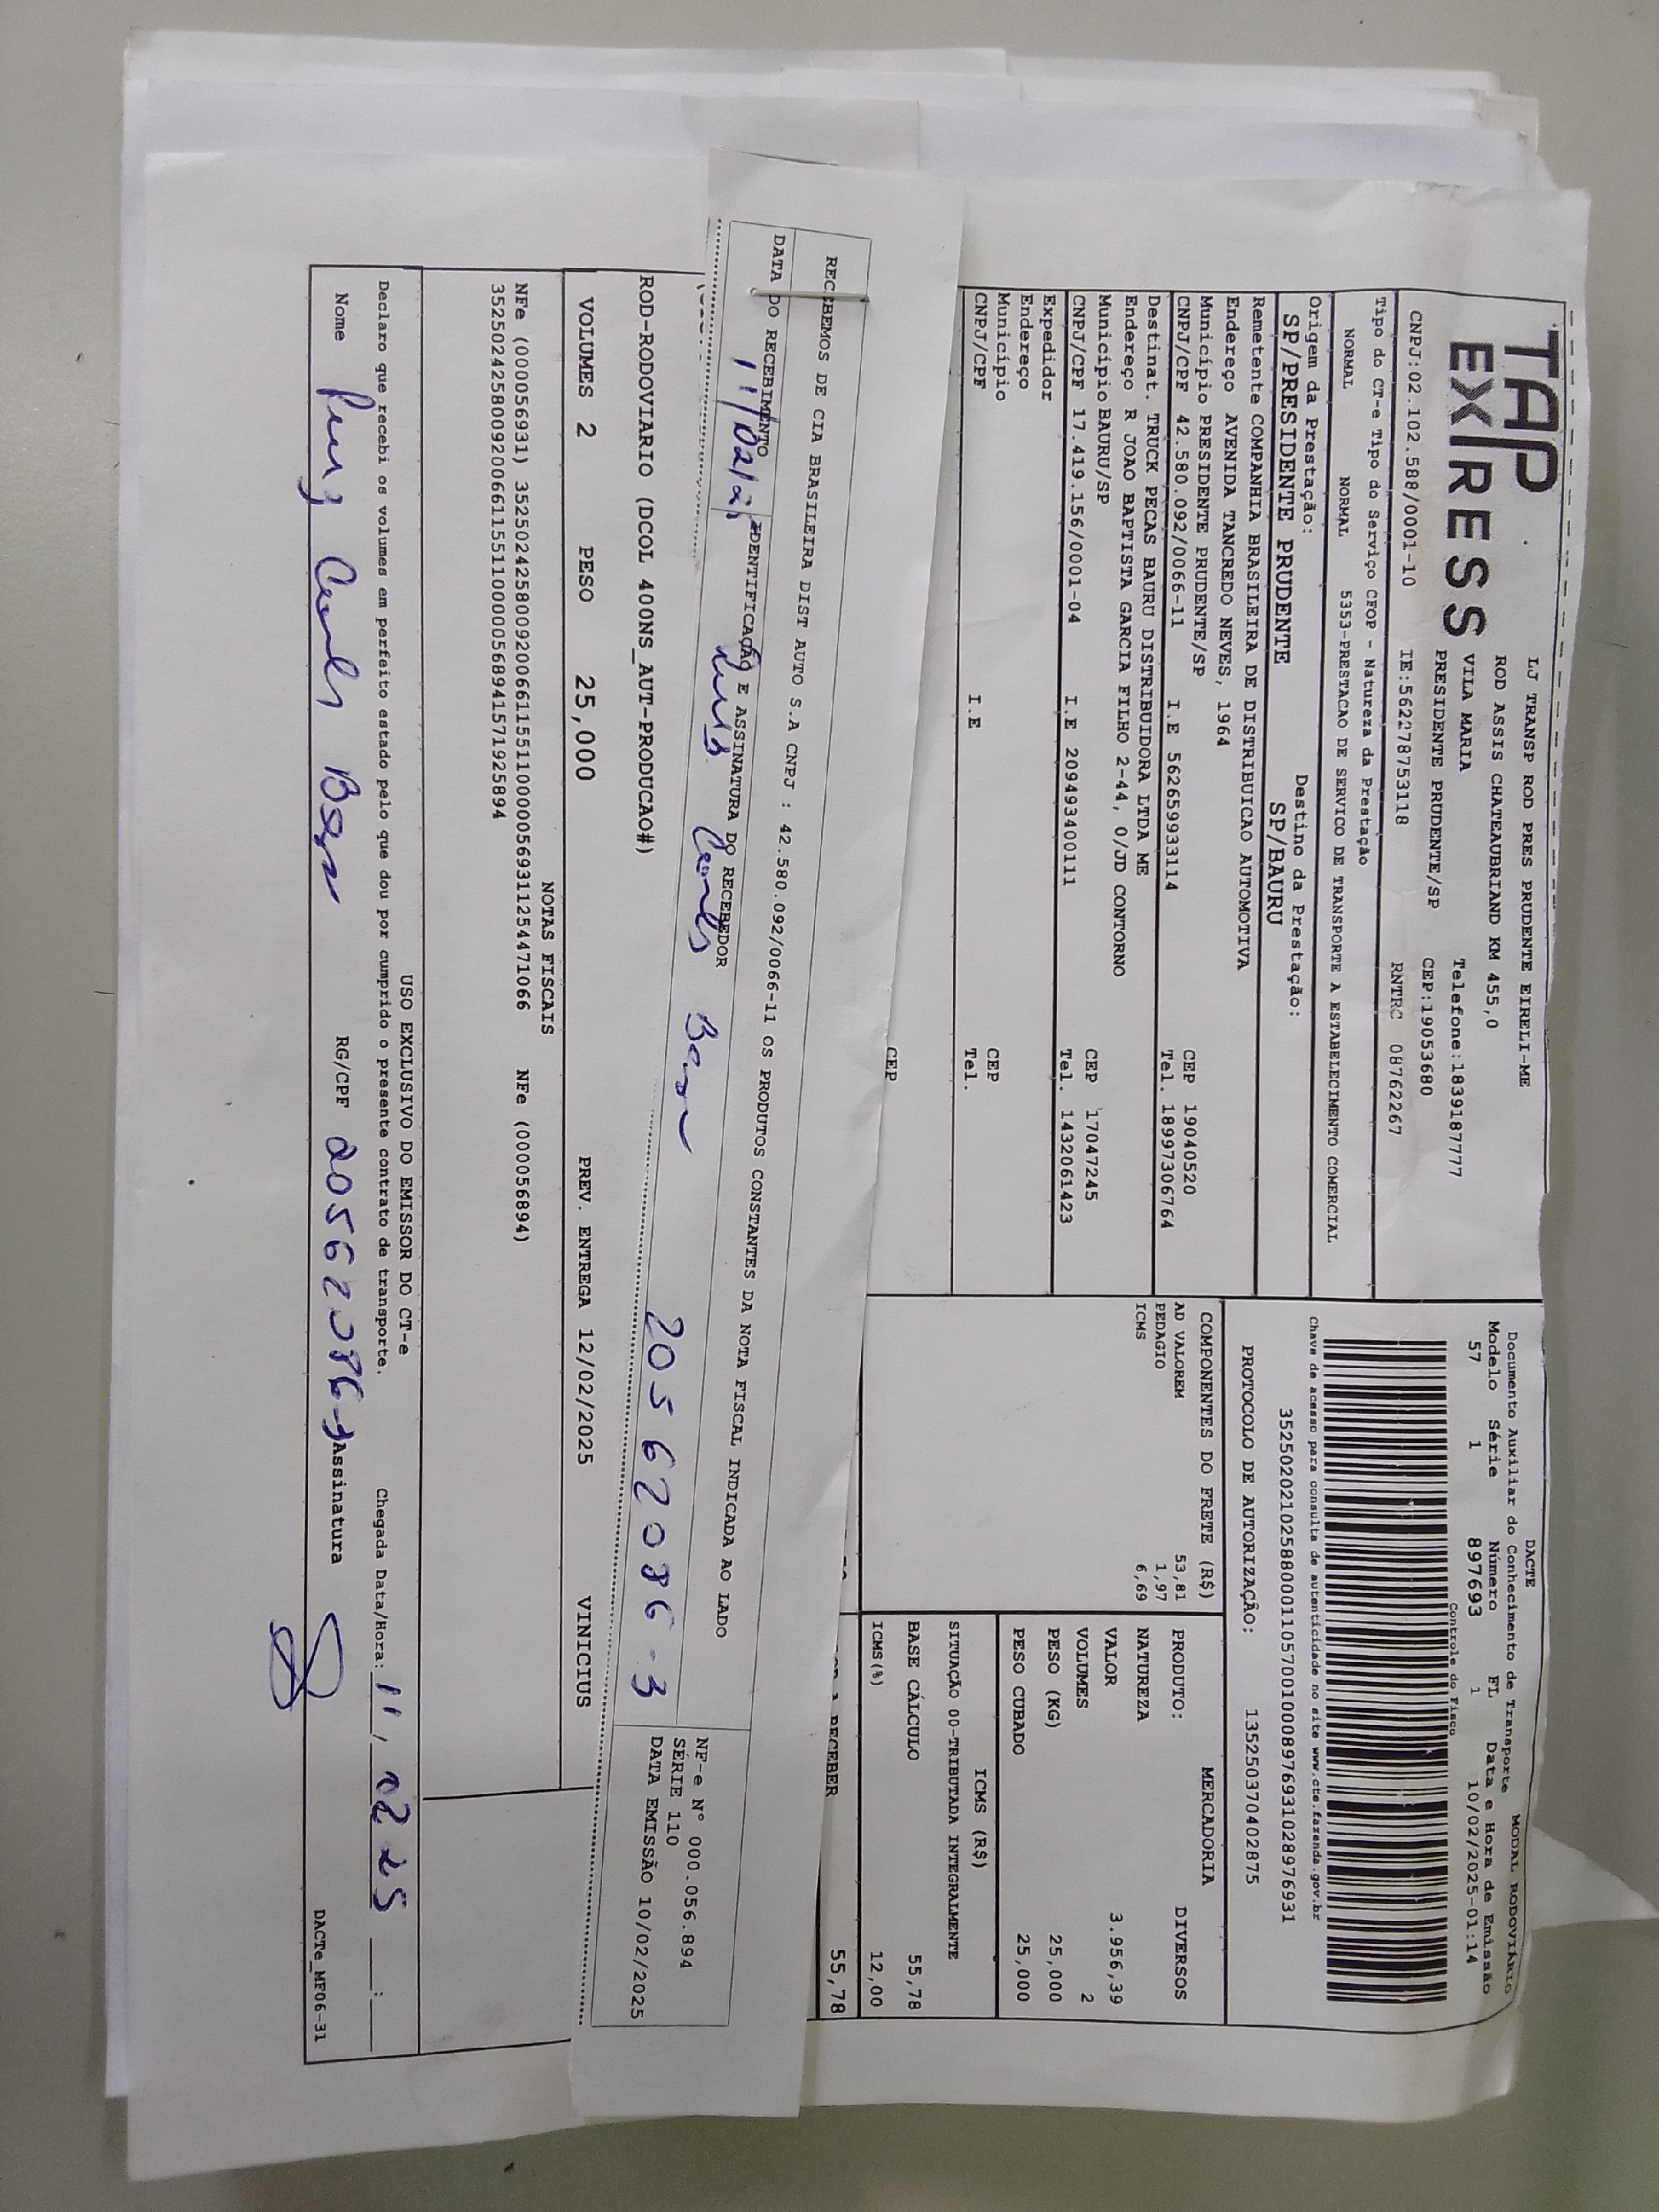 TAP
EXPRESS
LJ TRANSP ROD PRES PRUDENTE EIRELI-ME
ROD ASSIS CHATEAUBRIAND KM 455,0
VILA MARIA Telefone:1839187777
PRESIDENTE PRUDENTE/SP CEP:19053680
CNPJ:02.102.588/0001-10 IE:562278753118 RNTRC 08762267
Tipo do CT-e Tipo do Serviço CFOP - Natureza da Prestação
NORMAL NORMAL 5353-PRESTACAO DE SERVICO DE TRANSPORTE A ESTABELECIMENTO COMERCIAL
Origem da Prestação: Destino da Prestação:
SP/PRESIDENTE PRUDENTE SP/BAURU
Remetente COMPANHIA BRASILEIRA DE DISTRIBUICAO AUTOMOTIVA
Endereço AVENIDA TANCREDO NEVES, 1964
Município PRESIDENTE PRUDENTE/SP CEP 19040520
CNPJ/CPF 42.580.092/0066-11 I.E 562659933114 Tel. 18997306764
Destinat. TRUCK PECAS BAURU DISTRIBUIDORA LTDA ME
Endereço R JOAO BAPTISTA GARCIA FILHO 2-44, 0/JD CONTORNO
Município BAURU/SP CEP 17047245
CNPJ/CPF 17.419.156/0001-04 I.E 209493400111 Tel. 1432061423
Expedidor
Endereço
Município CEP
CNPJ/CPF I.E Tel.
CEP
DACTE MODAL RODOVIÁRIO
Documento Auxiliar do Conhecimento de Transporte
Modelo Série Número FL Data e Hora de Emissão
57 1 897693 1 10/02/2025-01:14
Controle do Fisco
Chave de acesso para consulta de autenticidade no site www.cte.fazenda.gov.br
35250202102588000110570010008976931028976931
PROTOCOLO DE AUTORIZAÇÃO: 135250370402875
COMPONENTES DO FRETE (R$)
AD VALOREM 53,81
PEDAGIO 1,97
ICMS 6,69
MERCADORIA
PRODUTO: DIVERSOS
NATUREZA
VALOR 3.956,39
VOLUMES 2
PESO (KG) 25,000
PESO CUBADO 25,000
ICMS (R$)
SITUAÇÃO 00-TRIBUTADA INTEGRALMENTE
BASE CÁLCULO 55,78
ICMS(%) 12,00
RECEBER 55,78
RECEBEMOS DE CIA BRASILEIRA DIST AUTO S.A CNPJ : 42.580.092/0066-11 OS PRODUTOS CONSTANTES DA NOTA FISCAL INDICADA AO LADO
DATA DO RECEBIMENTO IDENTIFICAÇÃO E ASSINATURA DO RECEBEDOR
11/02/25 Luis Carlos 20562086-3
NF-e Nº 000.056.894
SÉRIE 110
DATA EMISSÃO 10/02/2025
ROD-RODOVIARIO (DCOL 400NS_AUT-PRODUCAO#)
VOLUMES 2 PESO 25,000 PREV. ENTREGA 12/02/2025 VINICIUS
NOTAS FISCAIS
NFe (000056931) 35250242580092006611551100000569311254471066 NFe (000056894)
35250242580092006611551100000568941571925894
USO EXCLUSIVO DO EMISSOR DO CT-e
Declaro que recebi os volumes em perfeito estado pelo que dou por cumprido o presente contrato de transporte. Chegada Data/Hora: 11, 02 25 __:__
Nome Luis Carlos RG/CPF 20562086-3 Assinatura
DACTe_MF06-31